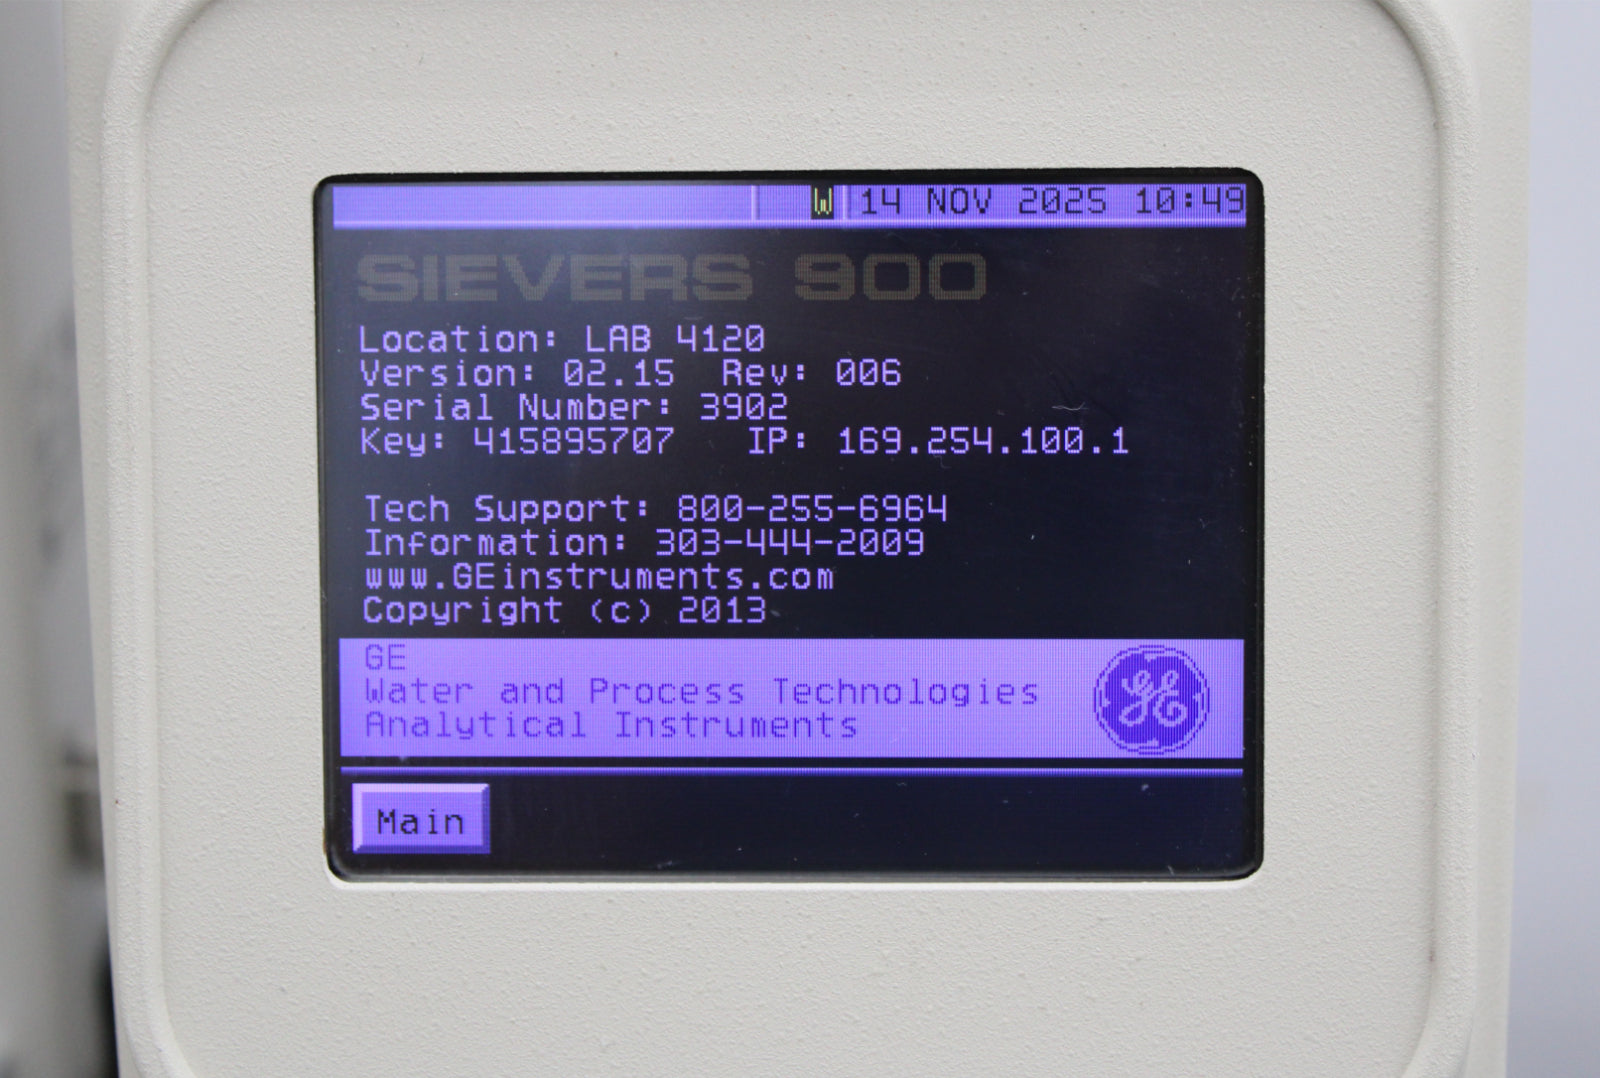 W 14 NOV 2025 10:49
SIEVERS 900
Location: LAB 4120
Version: 02.15 Rev: 006
Serial Number: 3902
Key: 415895707 IP: 169.254.100.1
Tech Support: 800-255-6964
Information: 303-444-2009
www.GEinstruments.com
Copyright (c) 2013
GE
Water and Process Technologies
Analytical Instruments
GE
Main